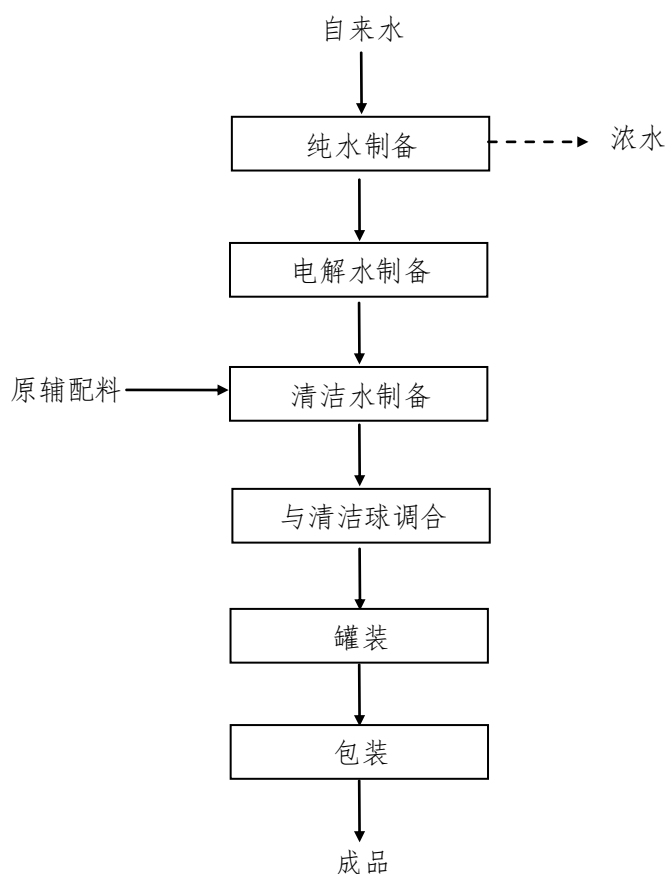 自来水
纯水制备
浓水
电解水制备
原辅配料
清洁水制备
与清洁球调合
罐装
包装
成品